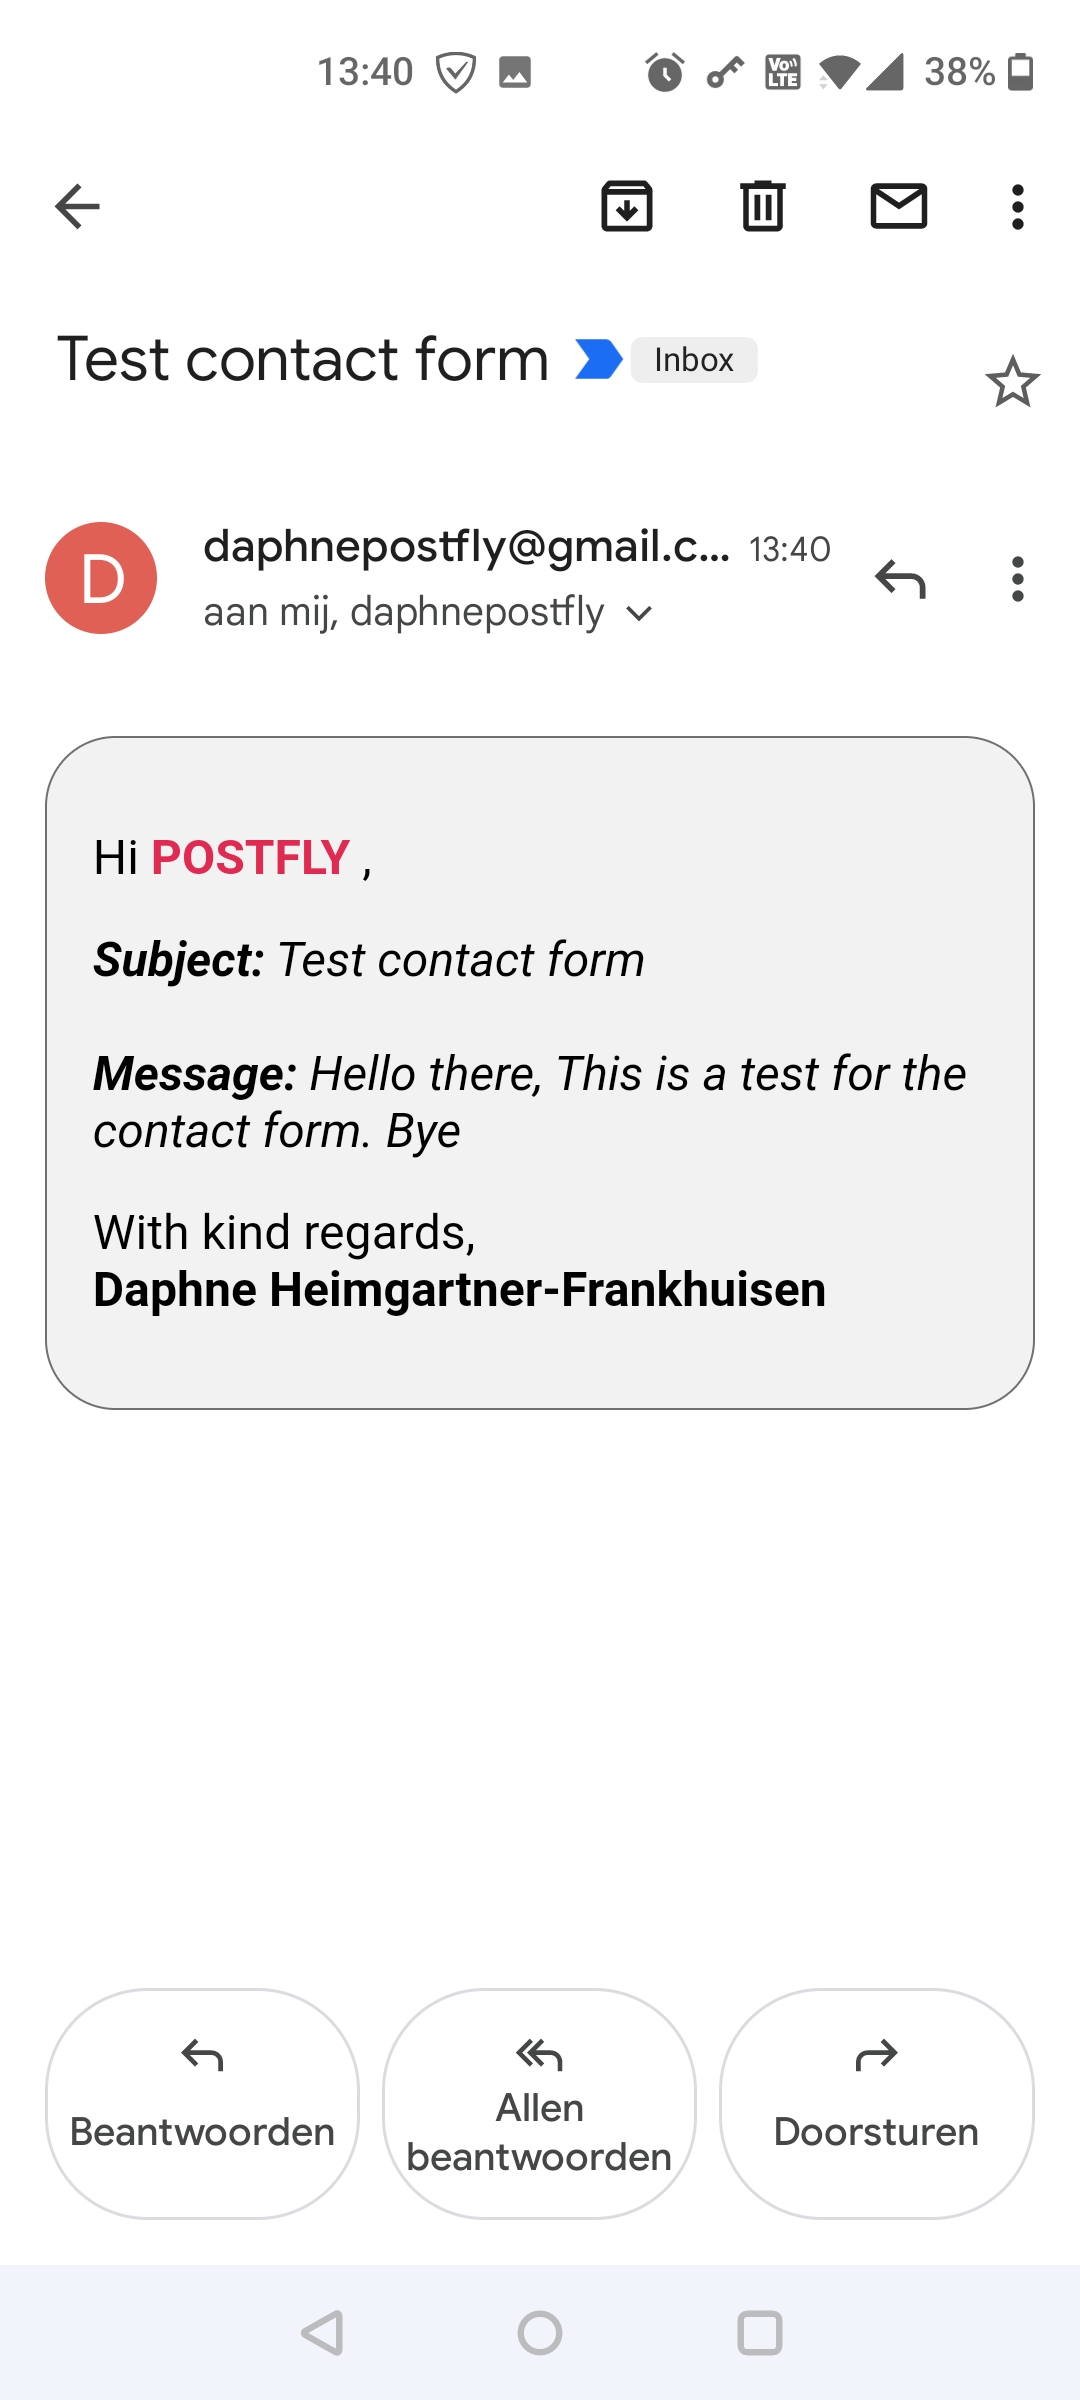 13:40
Vo LTE
38%
Test contact form
Inbox
D
daphnepostfly@gmail.c... 13:40
aan mij, daphnepostfly
Hi POSTFLY ,
Subject: Test contact form
Message: Hello there, This is a test for the
contact form. Bye
With kind regards,
Daphne Heimgartner-Frankhuisen
Beantwoorden
Allen
beantwoorden
Doorsturen